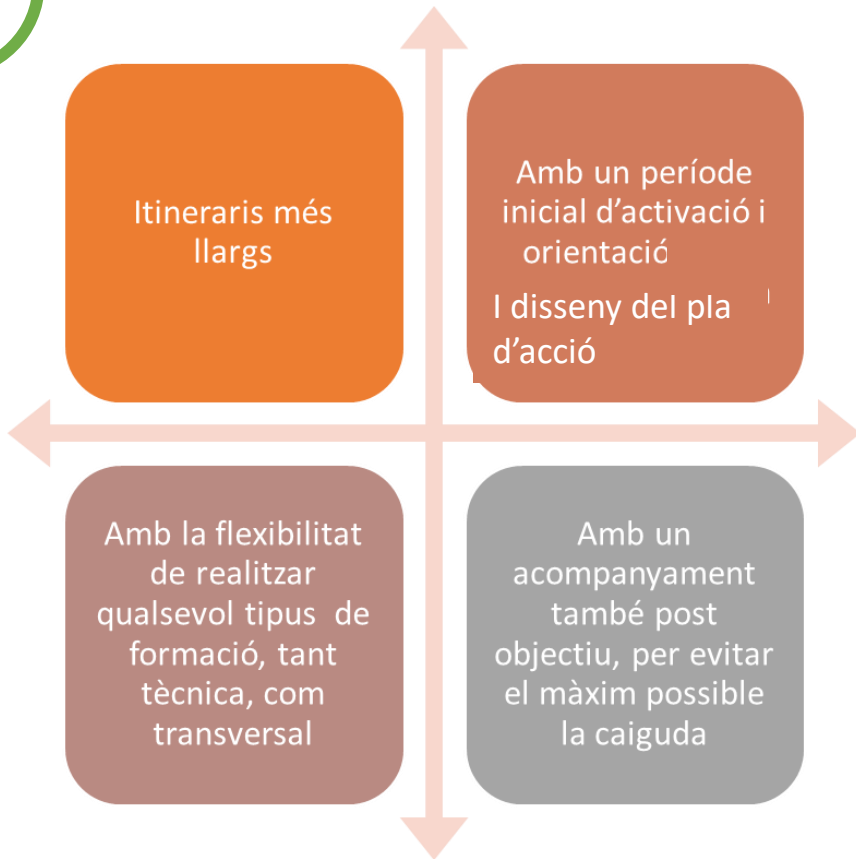 Itineraris més
llargs
Amb un període
inicial d’activació i
orientació
I disseny del pla
d’acció
Amb la flexibilitat
de realitzar
qualsevol tipus de
formació, tant
tècnica, com
transversal
Amb un
acompanyament
també post
objectiu, per evitar
el màxim possible
la caiguda